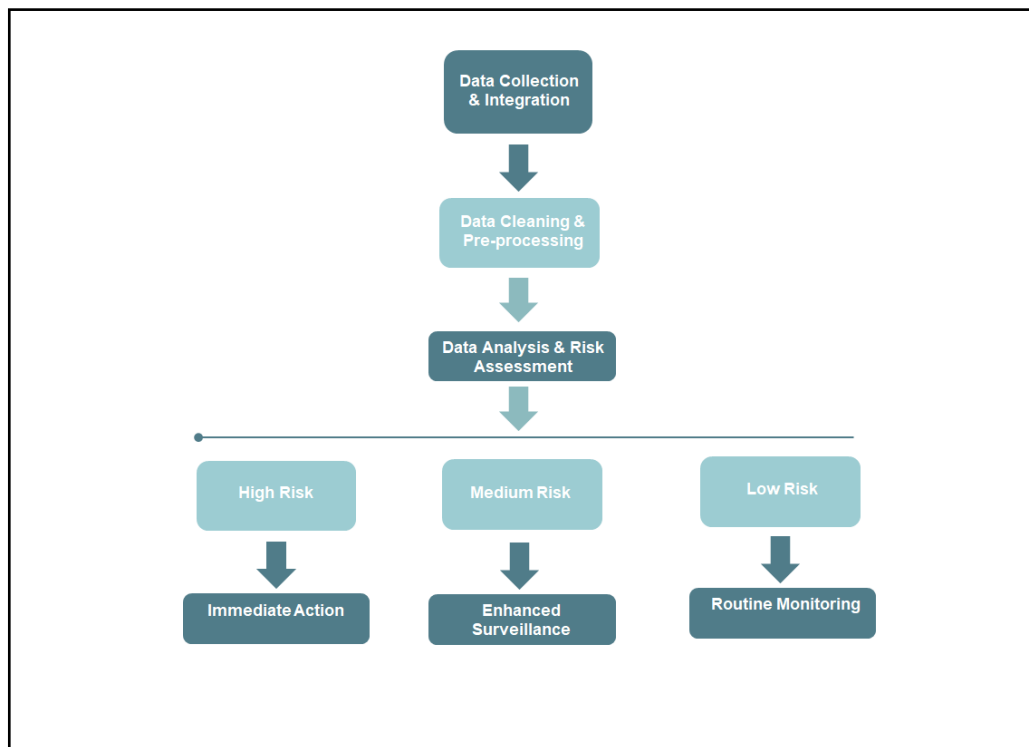 Data Collection
& Integration
Data Cleaning &
Pre-processing
Data Analysis & Risk
Assessment
High Risk
Medium Risk
Low Risk
Immediate Action
Enhanced
Surveillance
Routine Monitoring